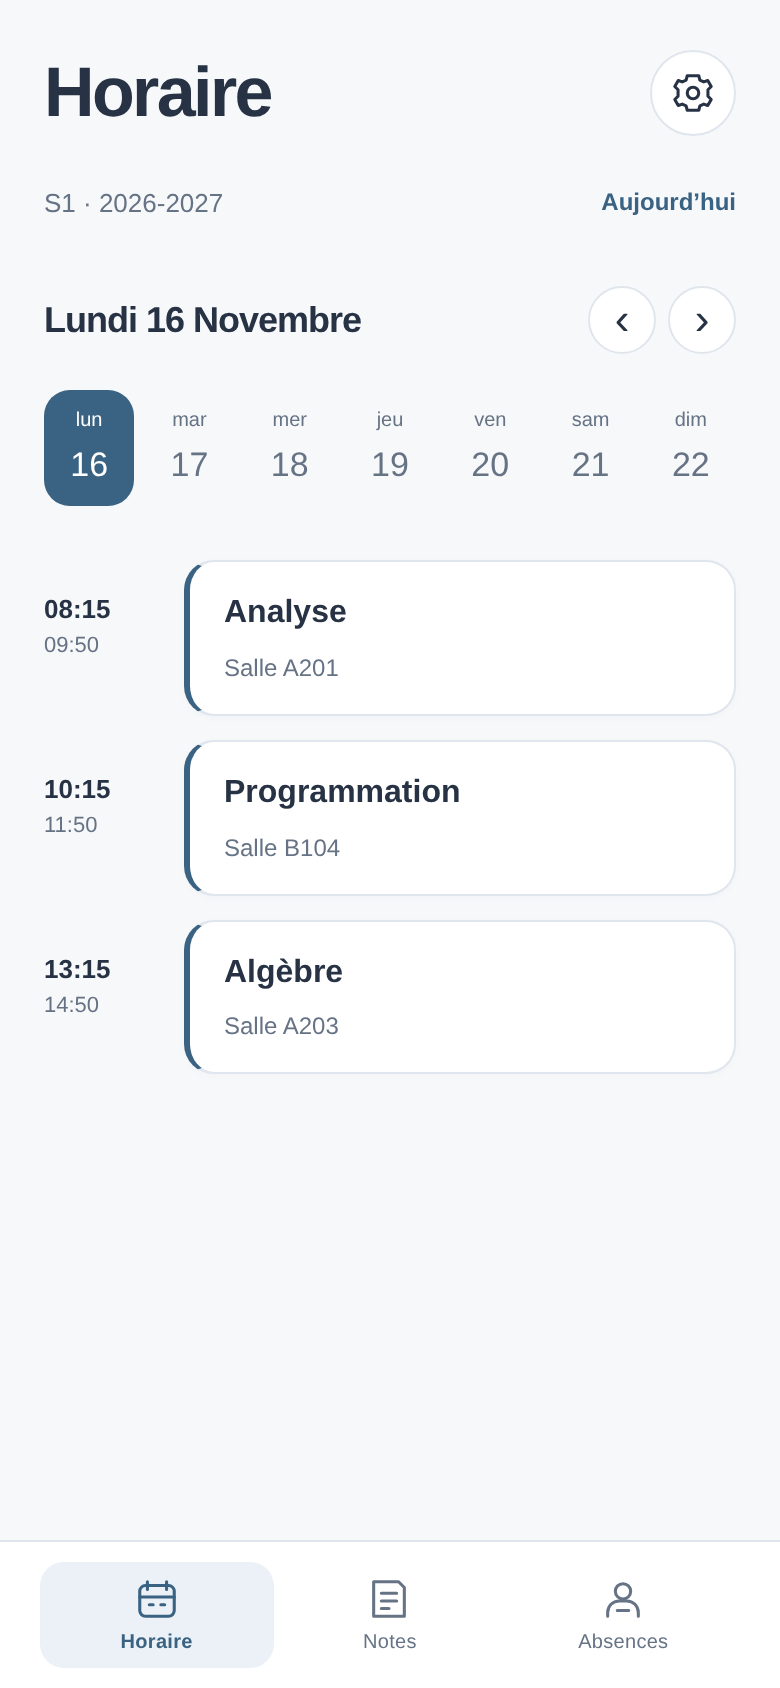 Horaire
S1 · 2026-2027
Aujourd’hui
Lundi 16 Novembre
‹ ›
lun mar mer jeu ven sam dim
16 17 18 19 20 21 22
08:15
09:50
Analyse
Salle A201
10:15
11:50
Programmation
Salle B104
13:15
14:50
Algèbre
Salle A203
Horaire Notes Absences